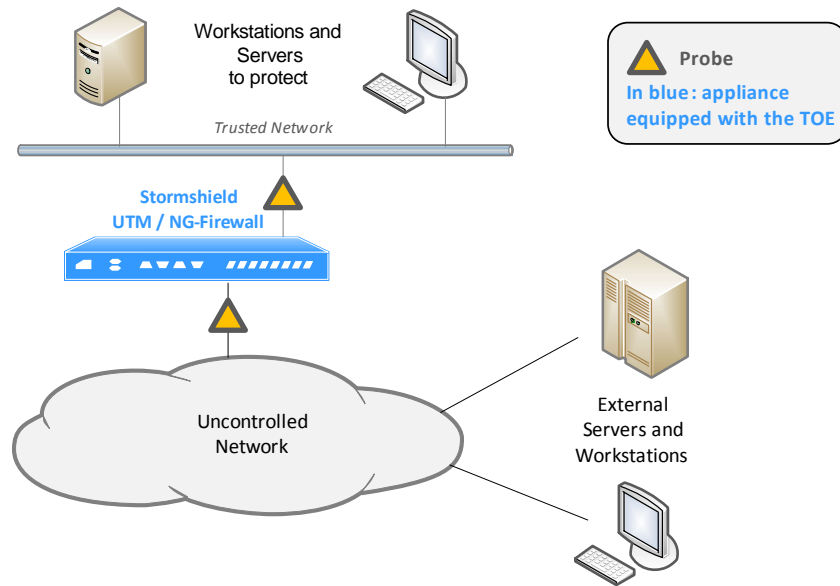 Workstations and
Servers
to protect
Probe
In blue : appliance
equipped with the TOE
Trusted Network
Stormshield
UTM / NG-Firewall
Uncontrolled
Network
External
Servers and
Workstations